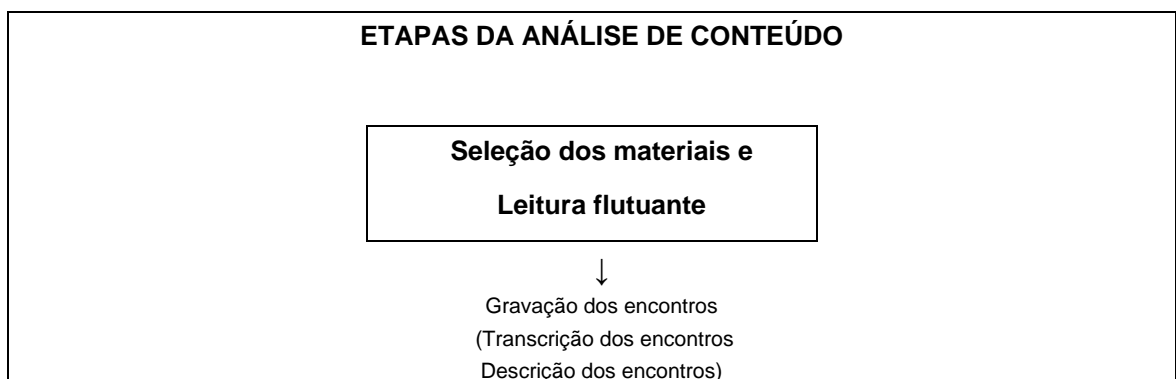 ETAPAS DA ANÁLISE DE CONTEÚDO
Seleção dos materiais e
Leitura flutuante
↓
Gravação dos encontros
(Transcrição dos encontros
Descrição dos encontros)